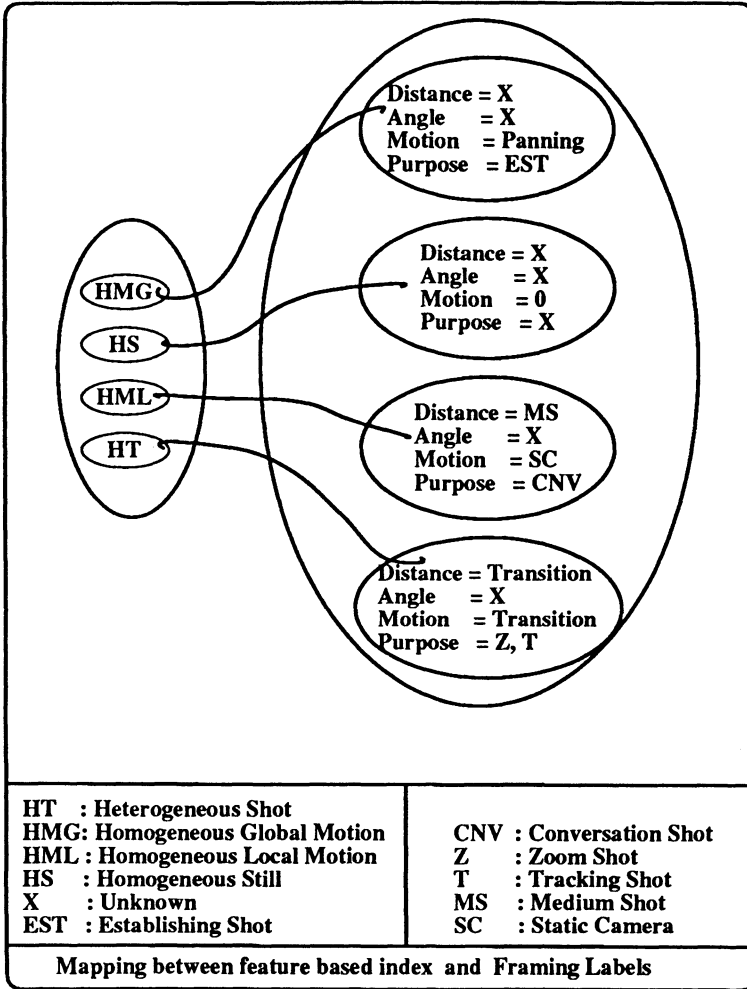 Distance = X
Angle = X
Motion = Panning
Purpose = EST
HMG
HS
HML
HT
Distance = X
Angle = X
Motion = 0
Purpose = X
Distance = MS
Angle = X
Motion = SC
Purpose = CNV
Distance = Transition
Angle = X
Motion = Transition
Purpose = Z, T
HT : Heterogeneous Shot
HMG: Homogeneous Global Motion
HML : Homogeneous Local Motion
HS : Homogeneous Still
X : Unknown
EST : Establishing Shot
CNV : Conversation Shot
Z : Zoom Shot
T : Tracking Shot
MS : Medium Shot
SC : Static Camera
Mapping between feature based index and Framing Labels